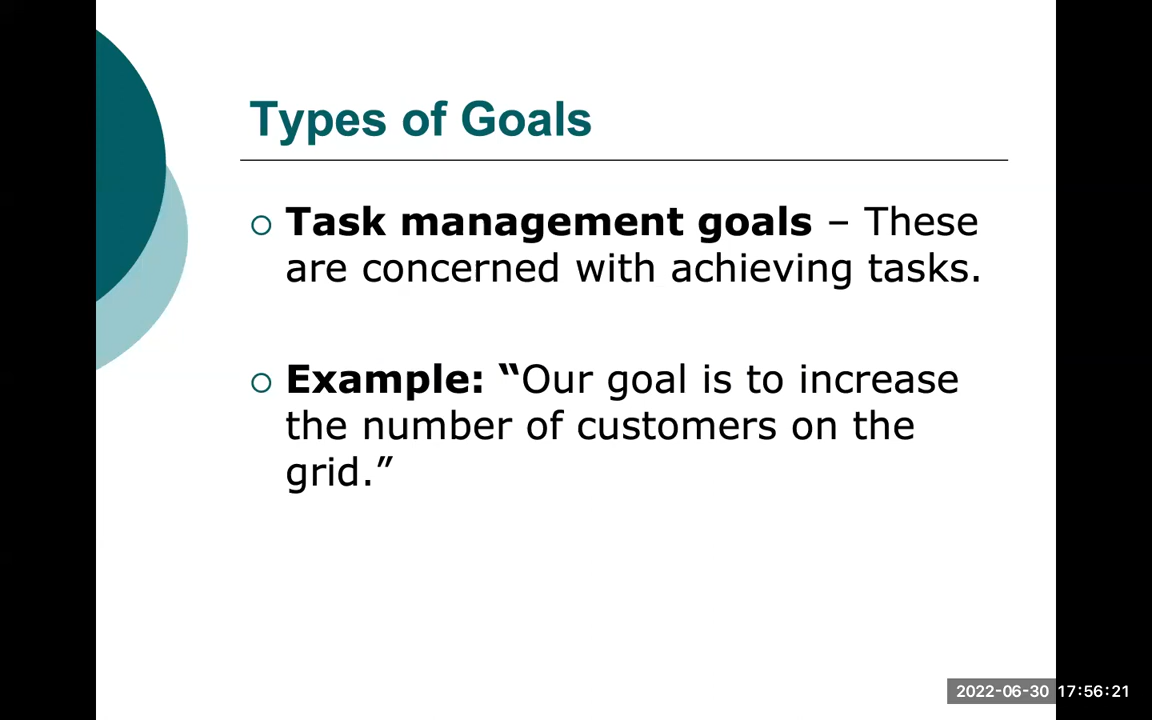 Types of Goals
Task management goals – These
are concerned with achieving tasks.
Example: “Our goal is to increase
the number of customers on the
grid.”
2022-06-30 17:56:21